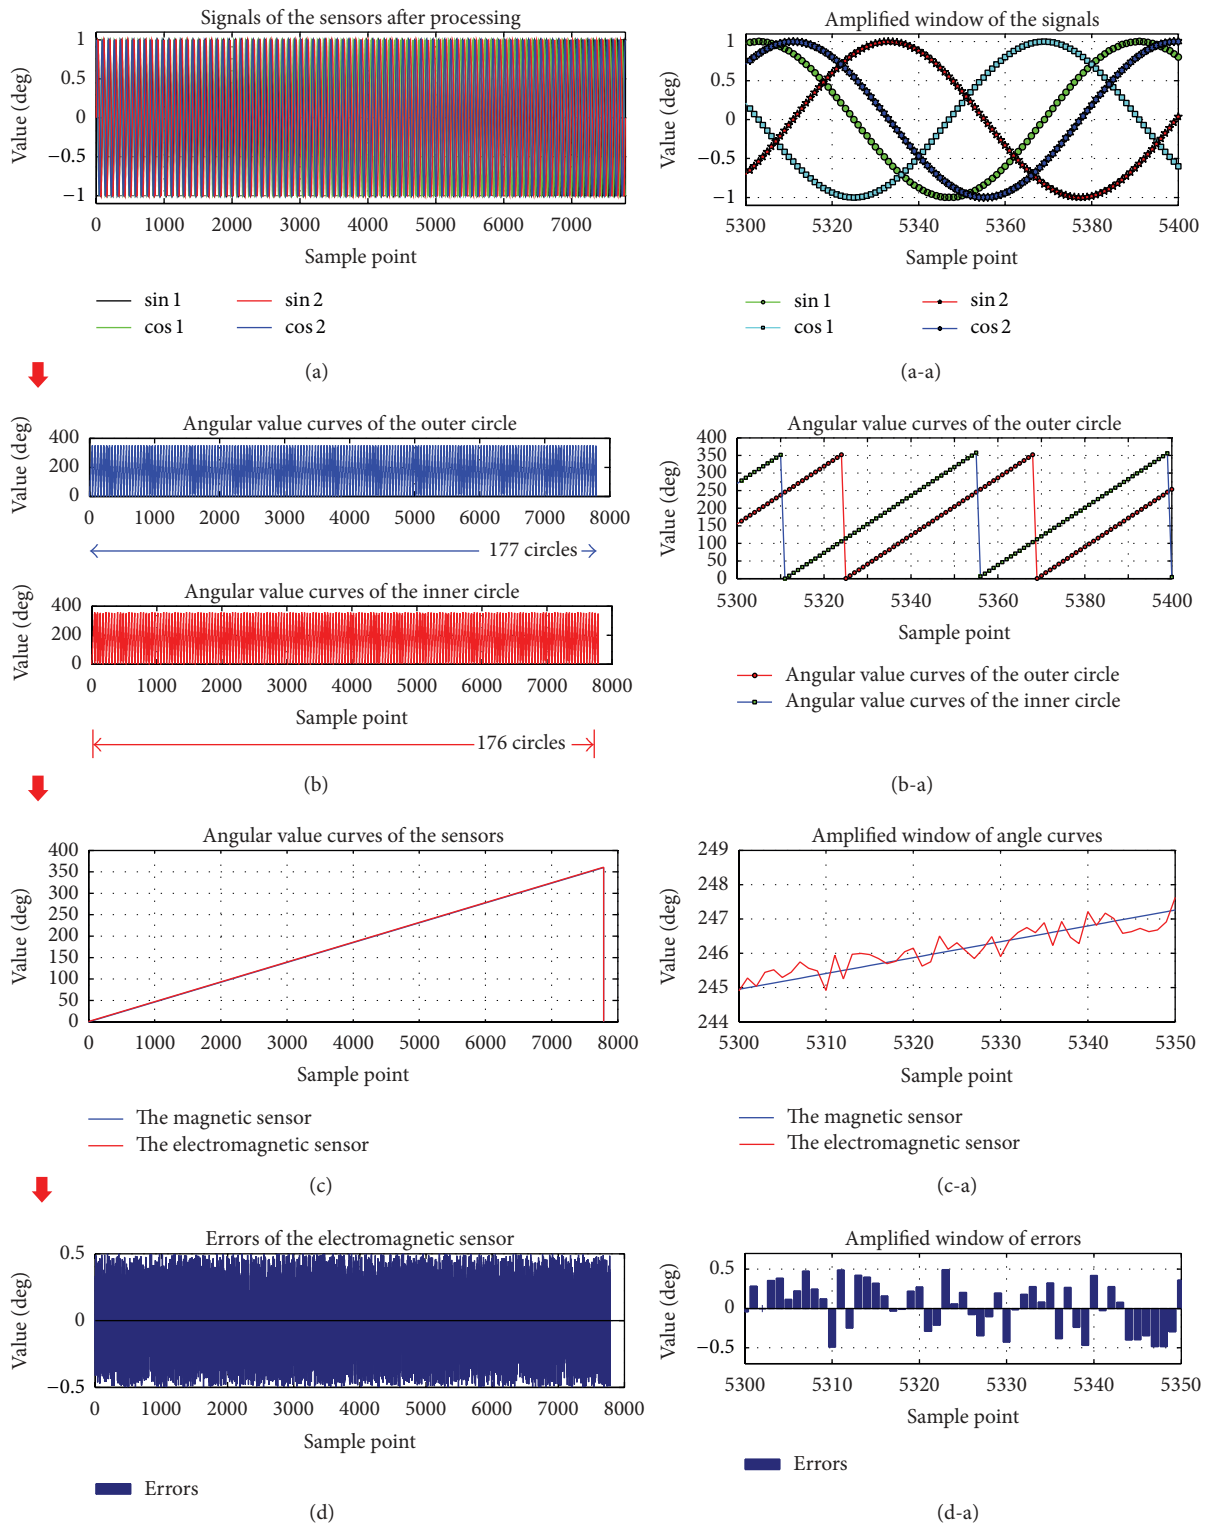 Signals of the sensors after processing
Value (deg)
1
0.5
0
−0.5
−1
0 1000 2000 3000 4000 5000 6000 7000
Sample point
sin 1 sin 2
cos 1 cos 2
(a)
Amplified window of the signals
Value (deg)
1
0.5
0
−0.5
−1
5300 5320 5340 5360 5380 5400
Sample point
sin 1 sin 2
cos 1 cos 2
(a-a)
Angular value curves of the outer circle
Value (deg)
400
200
0
0 1000 2000 3000 4000 5000 6000 7000 8000
177 circles
Angular value curves of the inner circle
Value (deg)
400
200
0
0 1000 2000 3000 4000 5000 6000 7000 8000
Sample point
176 circles
(b)
Angular value curves of the outer circle
Value (deg)
400
350
300
250
200
150
100
50
0
5300 5320 5340 5360 5380 5400
Sample point
Angular value curves of the outer circle
Angular value curves of the inner circle
(b-a)
Angular value curves of the sensors
Value (deg)
400
350
300
250
200
150
100
50
0
0 1000 2000 3000 4000 5000 6000 7000 8000
Sample point
The magnetic sensor
The electromagnetic sensor
(c)
Amplified window of angle curves
Value (deg)
249
248
247
246
245
244
5300 5310 5320 5330 5340 5350
Sample point
The magnetic sensor
The electromagnetic sensor
(c-a)
Errors of the electromagnetic sensor
Value (deg)
0.5
0
−0.5
0 1000 2000 3000 4000 5000 6000 7000 8000
Sample point
Errors
(d)
Amplified window of errors
Value (deg)
0.5
0
−0.5
5300 5310 5320 5330 5340 5350
Sample point
Errors
(d-a)